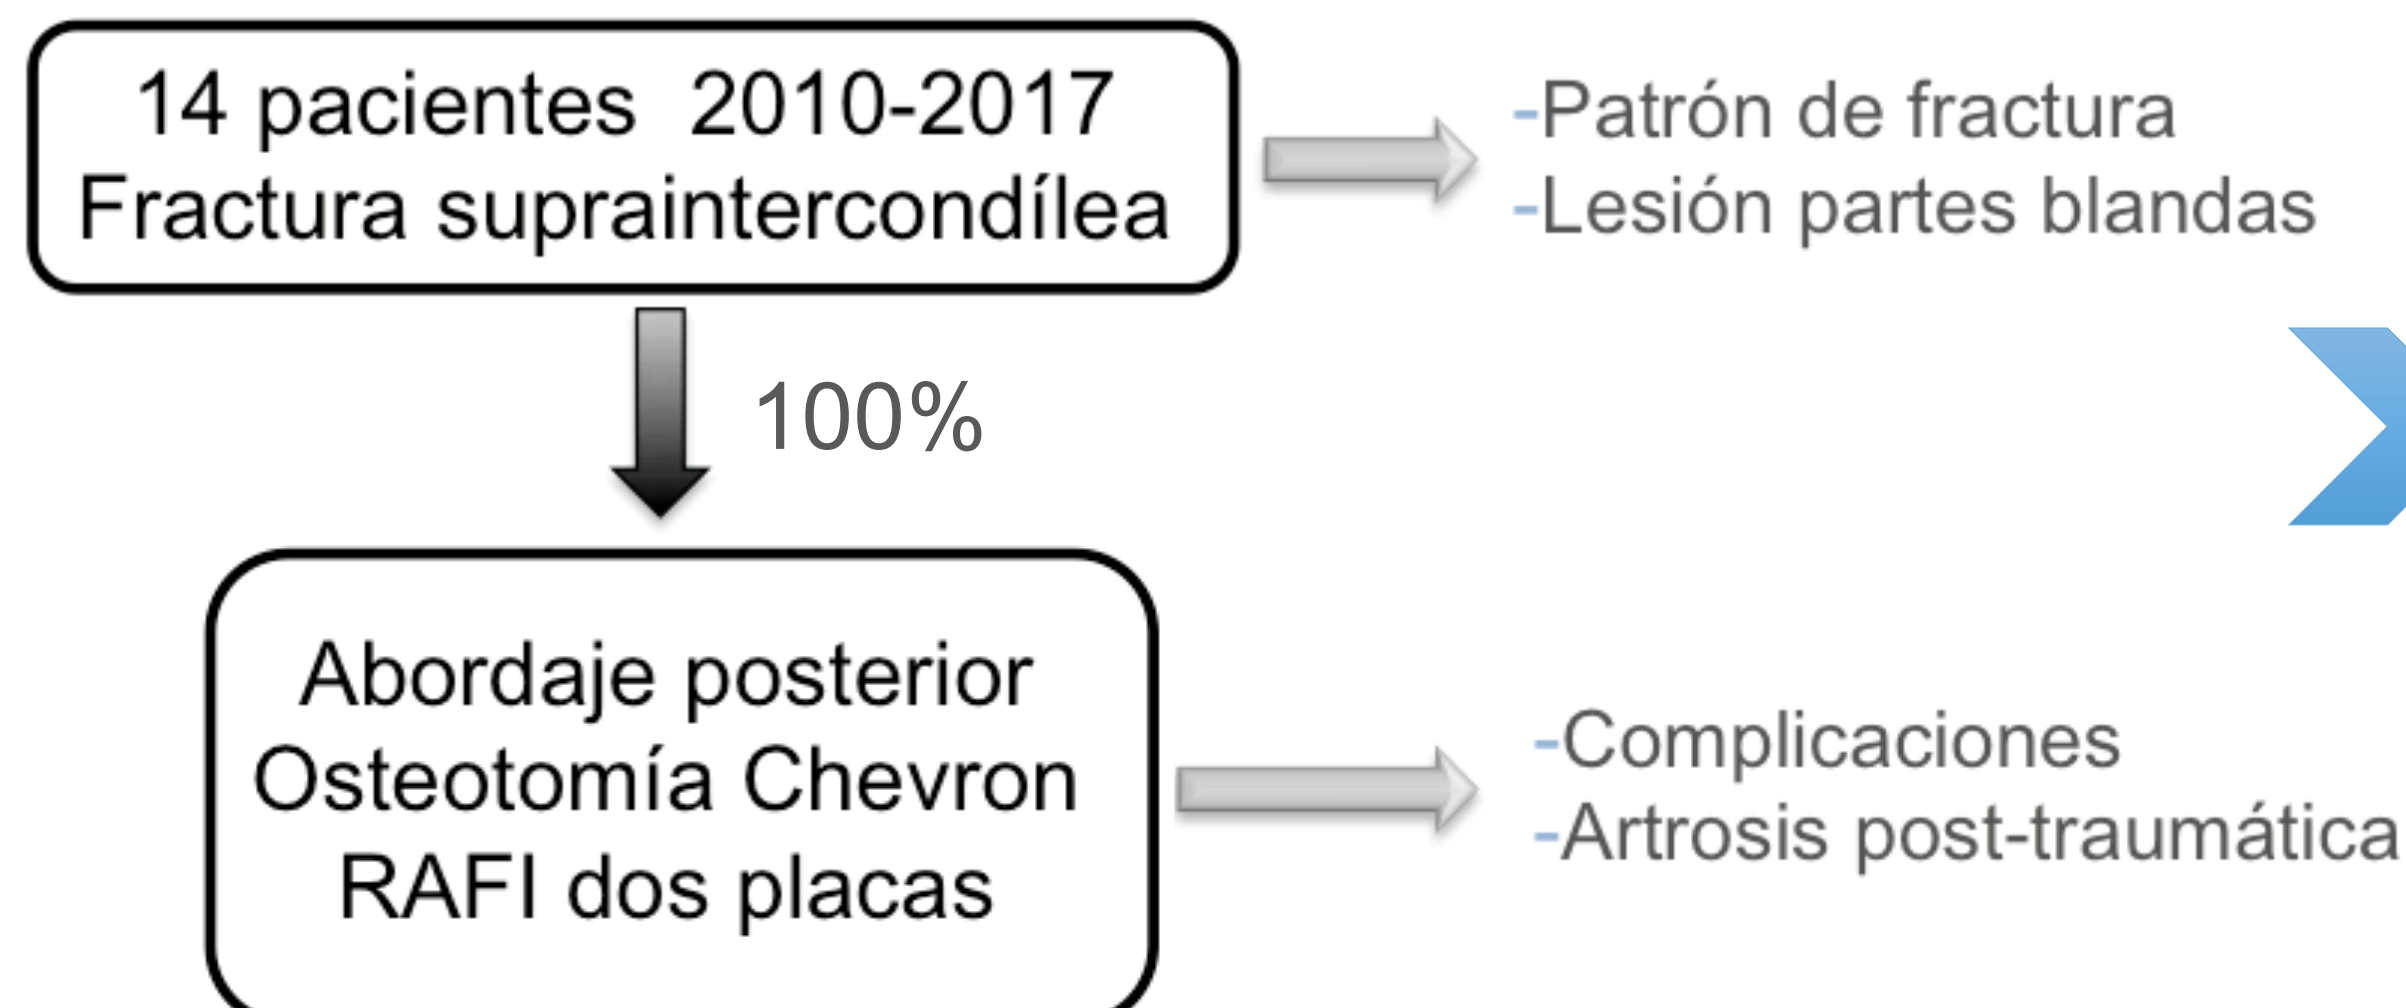 14 pacientes 2010-2017
Fractura supraintercondílea
-Patrón de fractura
-Lesión partes blandas
100%
Abordaje posterior
Osteotomía Chevron
RAFI dos placas
-Complicaciones
-Artrosis post-traumática